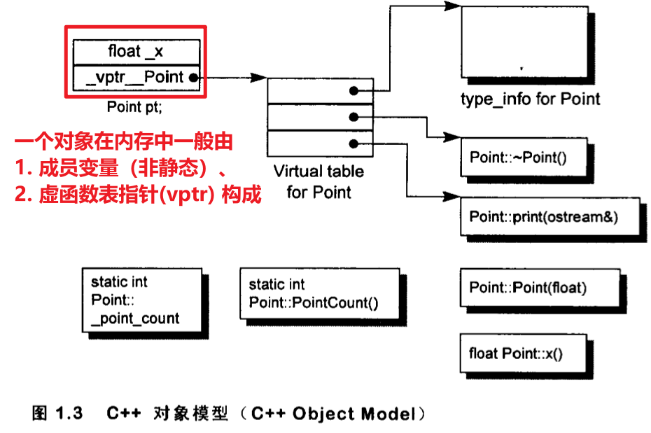 float _x
_vptr__Point
Point pt;
一个对象在内存中一般由
1. 成员变量（非静态）、
2. 虚函数表指针(vptr) 构成
Virtual table
for Point
type_info for Point
Point::~Point()
Point::print(ostream&)
static int
Point::
_point_count
static int
Point::PointCount()
Point::Point(float)
float Point::x()
图 1.3 C++ 对象模型（C++ Object Model）